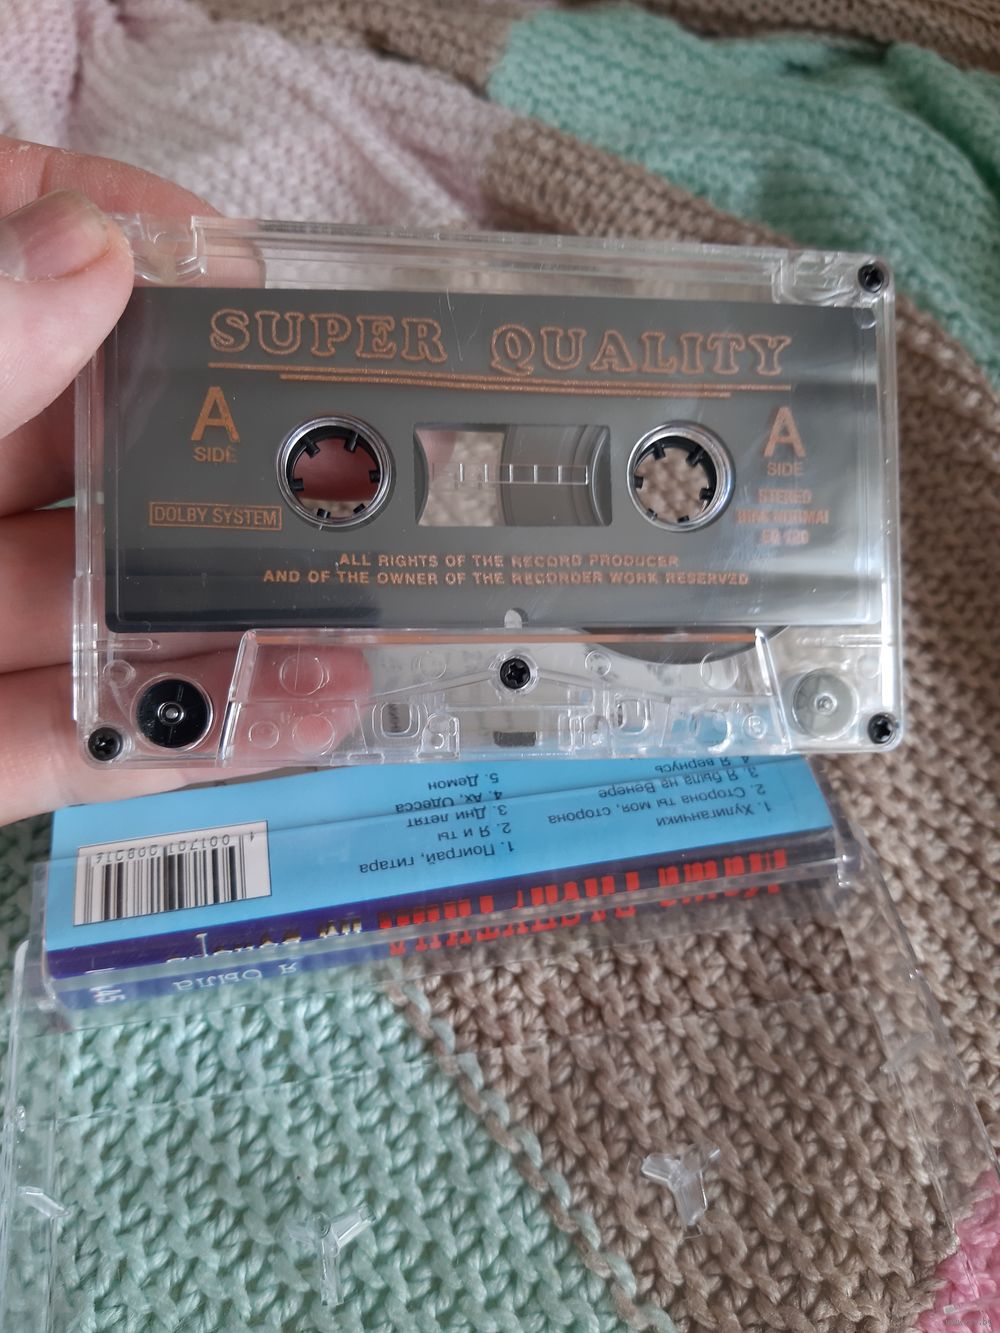 SUPER QUALITY
A
SIDE
A
SIDE
DOLBY SYSTEM
STEREO
ALL RIGHTS OF THE RECORD PRODUCER
AND OF THE OWNER OF THE RECORDER WORK RESERVED
1. Хулиганчики
2. Сторона ты моя, сторона
3. Я была на Венере
4. Я вернусь
1. Поиграй, гитара
2. Я и ты
3. Дни летят
4. Ах, Одесса
5. Демон